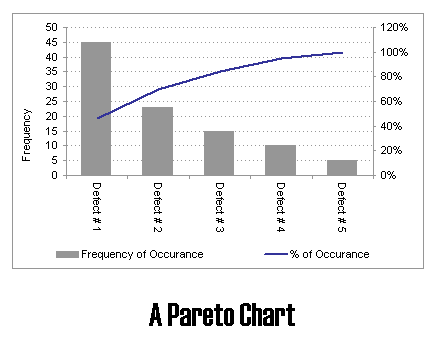 50
45
40
35
30
25
20
15
10
5
0
Frequency
120%
100%
80%
60%
40%
20%
0%
Defect # 1
Defect # 2
Defect # 3
Defect # 4
Defect # 5
Frequency of Occurance
% of Occurance
A Pareto Chart